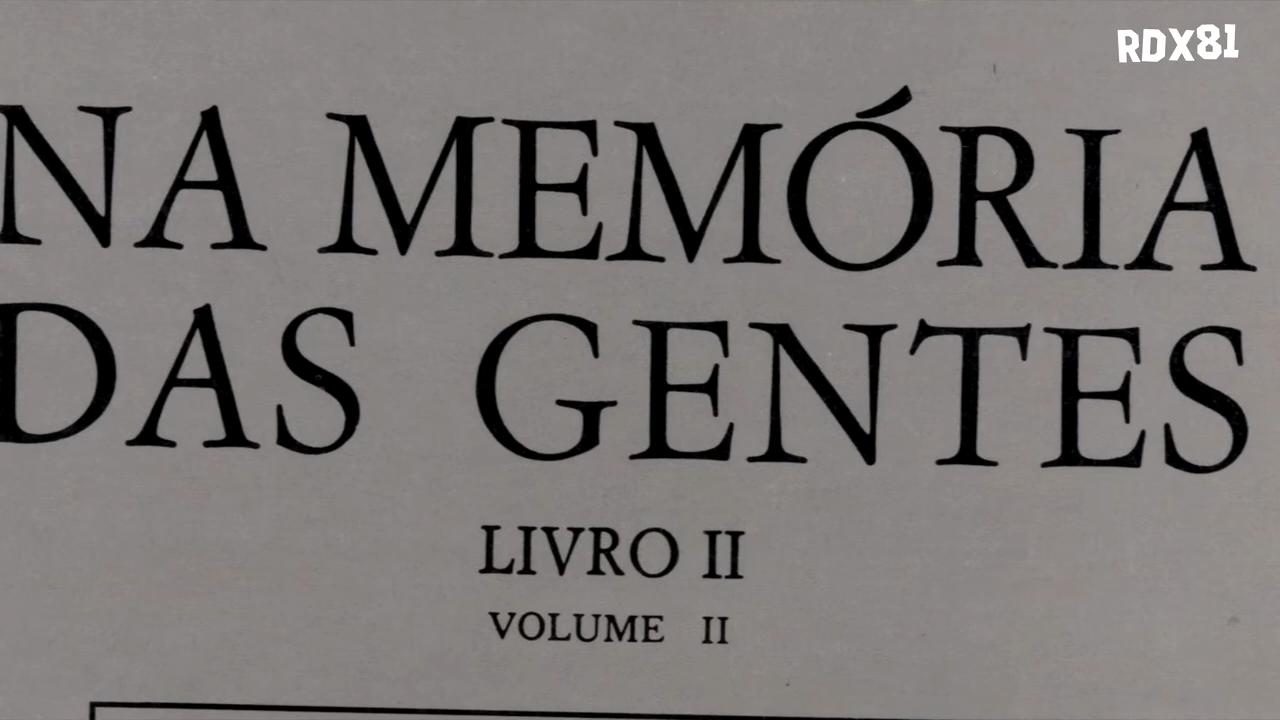 RDX81
NA MEMÓRIA
DAS GENTES
LIVRO II
VOLUME II